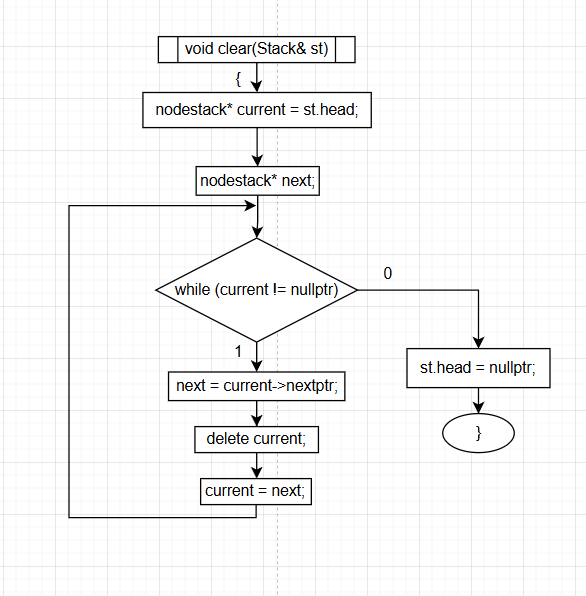 void clear(Stack& st)
{
nodestack* current = st.head;
nodestack* next;
while (current != nullptr)
0
1
next = current->nextptr;
st.head = nullptr;
delete current;
}
current = next;